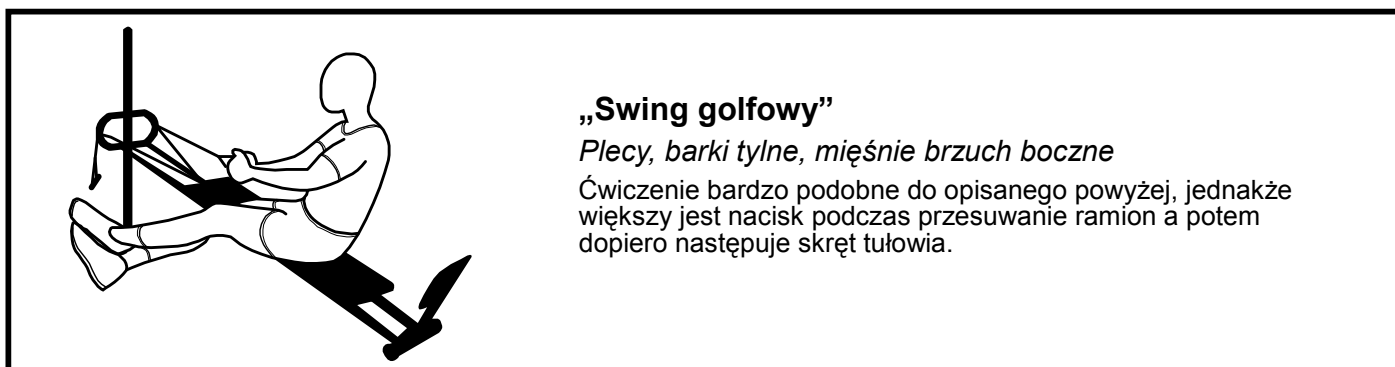 „Swing golfowy”
Plecy, barki tylne, mięśnie brzuch boczne
Ćwiczenie bardzo podobne do opisanego powyżej, jednakże
większy jest nacisk podczas przesuwanie ramion a potem
dopiero następuje skręt tułowia.